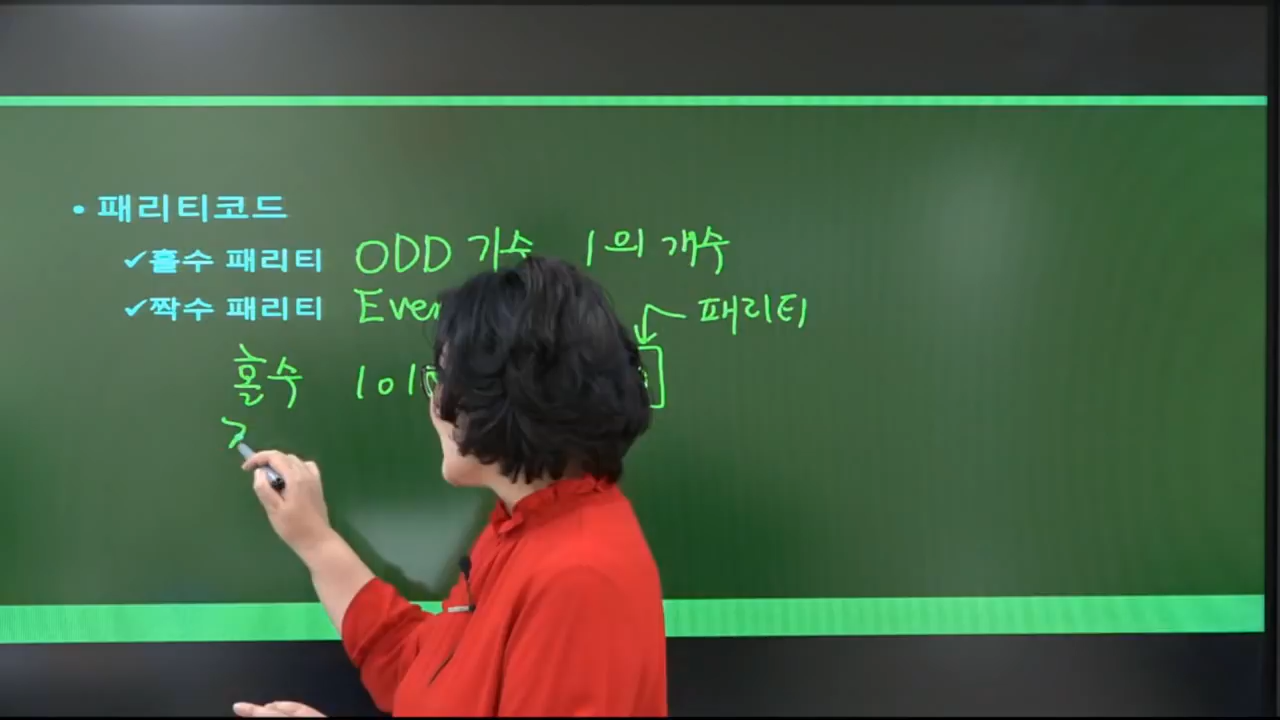 • 패리티코드
✓홀수 패리티 ODD 기수 1의 개수
✓짝수 패리티 Even
패리티
홀수 1010